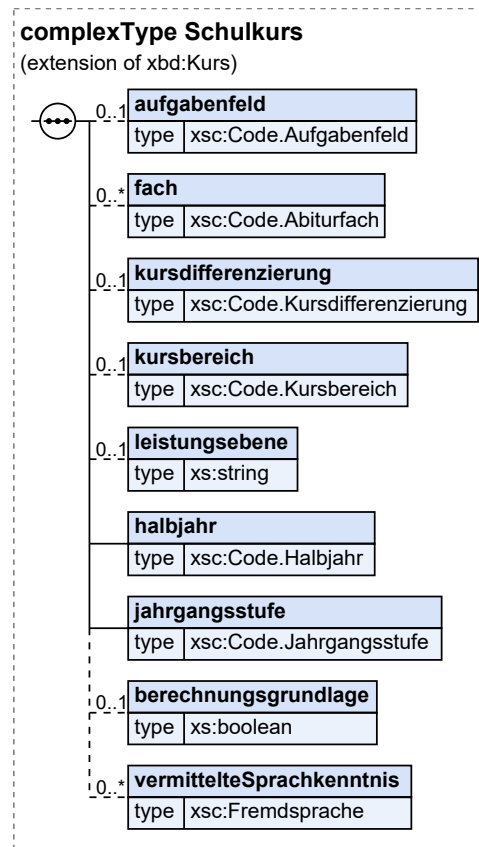 complexType Schulkurs
(extension of xbd:Kurs)
0..1 aufgabenfeld
type xsc:Code.Aufgabenfeld
0..* fach
type xsc:Code.Abiturfach
0..1 kursdifferenzierung
type xsc:Code.Kursdifferenzierung
0..1 kursbereich
type xsc:Code.Kursbereich
0..1 leistungsebene
type xs:string
halbjahr
type xsc:Code.Halbjahr
jahrgangsstufe
type xsc:Code.Jahrgangsstufe
0..1 berechnungsgrundlage
type xs:boolean
0..* vermittelteSprachkenntnis
type xsc:Fremdsprache